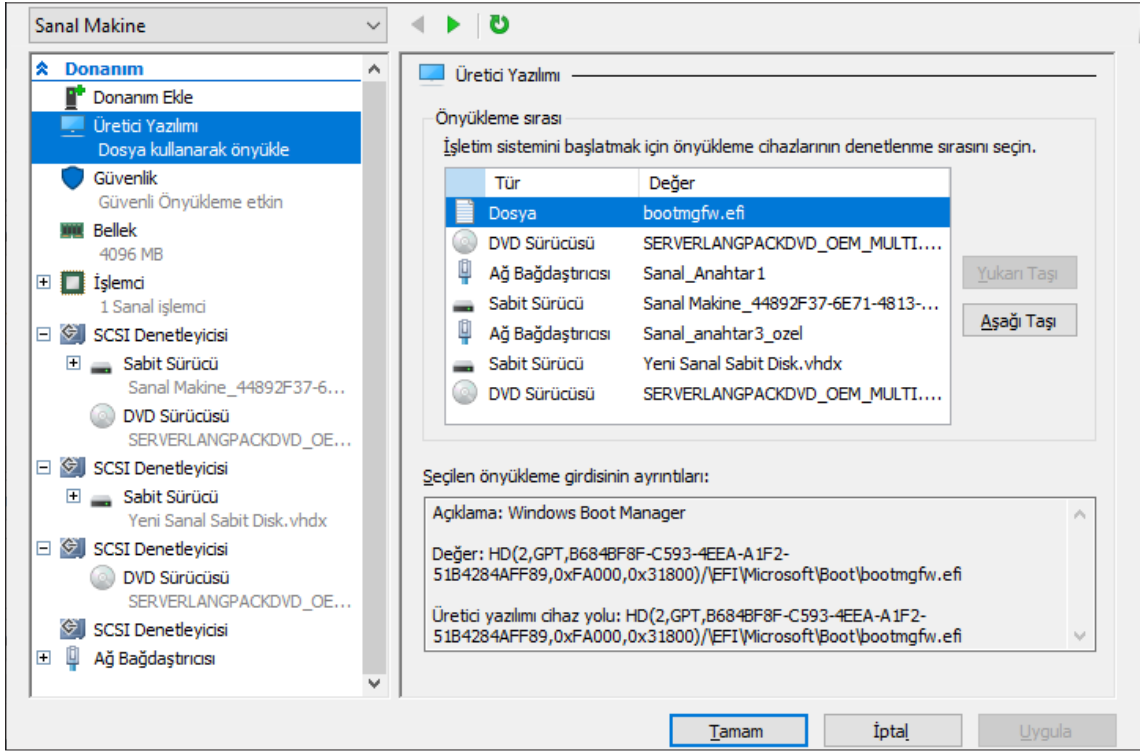 Sanal Makine
Donanım
Donanım Ekle
Üretici Yazılımı
Dosya kullanarak önyükle
Güvenlik
Güvenli Önyükleme etkin
Bellek
4096 MB
İşlemci
1 Sanal işlemci
SCSI Denetleyicisi
Sabit Sürücü
Sanal Makine_44892F37-6...
DVD Sürücüsü
SERVERLANGPACKDVD_OE...
SCSI Denetleyicisi
Sabit Sürücü
Yeni Sanal Sabit Disk.vhdx
SCSI Denetleyicisi
DVD Sürücüsü
SERVERLANGPACKDVD_OE...
SCSI Denetleyicisi
Ağ Bağdaştırıcısı
Üretici Yazılımı
Önyükleme sırası
İşletim sistemini başlatmak için önyükleme cihazlarının denetlenme sırasını seçin.
Tür Değer
Dosya bootmgfw.efi
DVD Sürücüsü SERVERLANGPACKDVD_OEM_MULTI....
Ağ Bağdaştırıcısı Sanal_Anahtar1
Sabit Sürücü Sanal Makine_44892F37-6E71-4813-...
Ağ Bağdaştırıcısı Sanal_anahtar3_ozel
Sabit Sürücü Yeni Sanal Sabit Disk.vhdx
DVD Sürücüsü SERVERLANGPACKDVD_OEM_MULTI....
Yukarı Taşı
Aşağı Taşı
Seçilen önyükleme girdisinin ayrıntıları:
Açıklama: Windows Boot Manager
Değer: HD(2,GPT,B684BF8F-C593-4EEA-A1F2-
51B4284AFF89,0xFA000,0x31800)/\EFI\Microsoft\Boot\bootmgfw.efi
Üretici yazılımı cihaz yolu: HD(2,GPT,B684BF8F-C593-4EEA-A1F2-
51B4284AFF89,0xFA000,0x31800)/\EFI\Microsoft\Boot\bootmgfw.efi
Tamam
İptal
Uygula